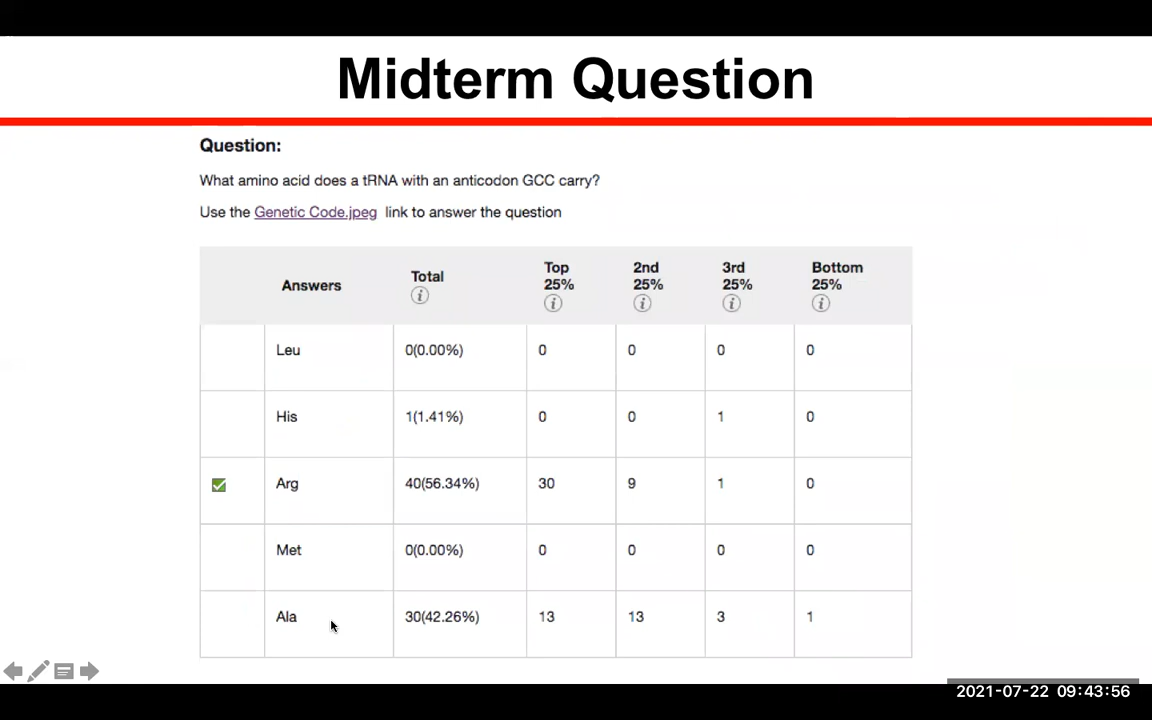 Midterm Question
Question:
What amino acid does a tRNA with an anticodon GCC carry?
Use the Genetic Code.jpeg link to answer the question
Answers Total Top 25% 2nd 25% 3rd 25% Bottom 25%
Leu 0(0.00%) 0 0 0 0
His 1(1.41%) 0 0 1 0
Arg 40(56.34%) 30 9 1 0
Met 0(0.00%) 0 0 0 0
Ala 30(42.26%) 13 13 3 1
2021-07-22 09:43:56